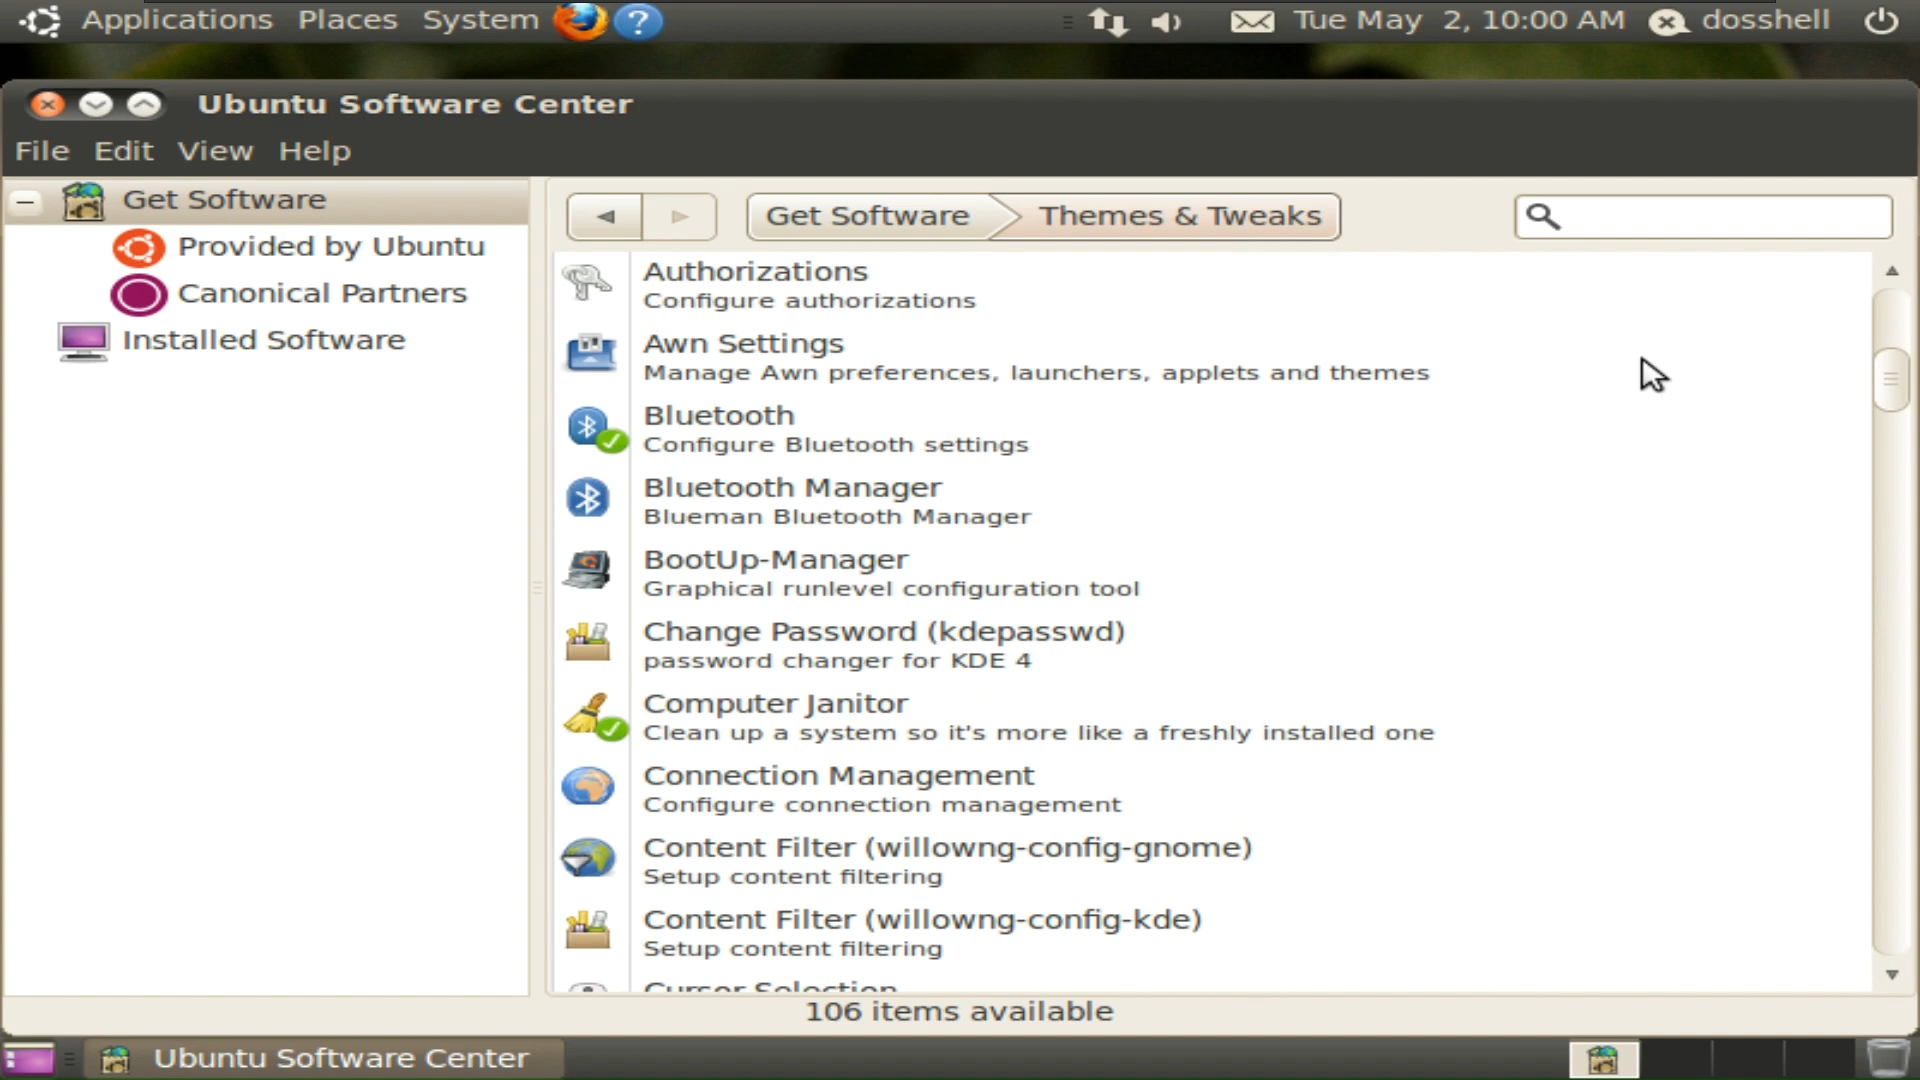 Applications Places System ? Tue May 2, 10:00 AM dosshell
Ubuntu Software Center
File Edit View Help
Get Software
Provided by Ubuntu
Canonical Partners
Installed Software
Get Software Themes & Tweaks
Authorizations
Configure authorizations
Awn Settings
Manage Awn preferences, launchers, applets and themes
Bluetooth
Configure Bluetooth settings
Bluetooth Manager
Blueman Bluetooth Manager
BootUp-Manager
Graphical runlevel configuration tool
Change Password (kdepasswd)
password changer for KDE 4
Computer Janitor
Clean up a system so it's more like a freshly installed one
Connection Management
Configure connection management
Content Filter (willowng-config-gnome)
Setup content filtering
Content Filter (willowng-config-kde)
Setup content filtering
Cursor Selection
106 items available
Ubuntu Software Center